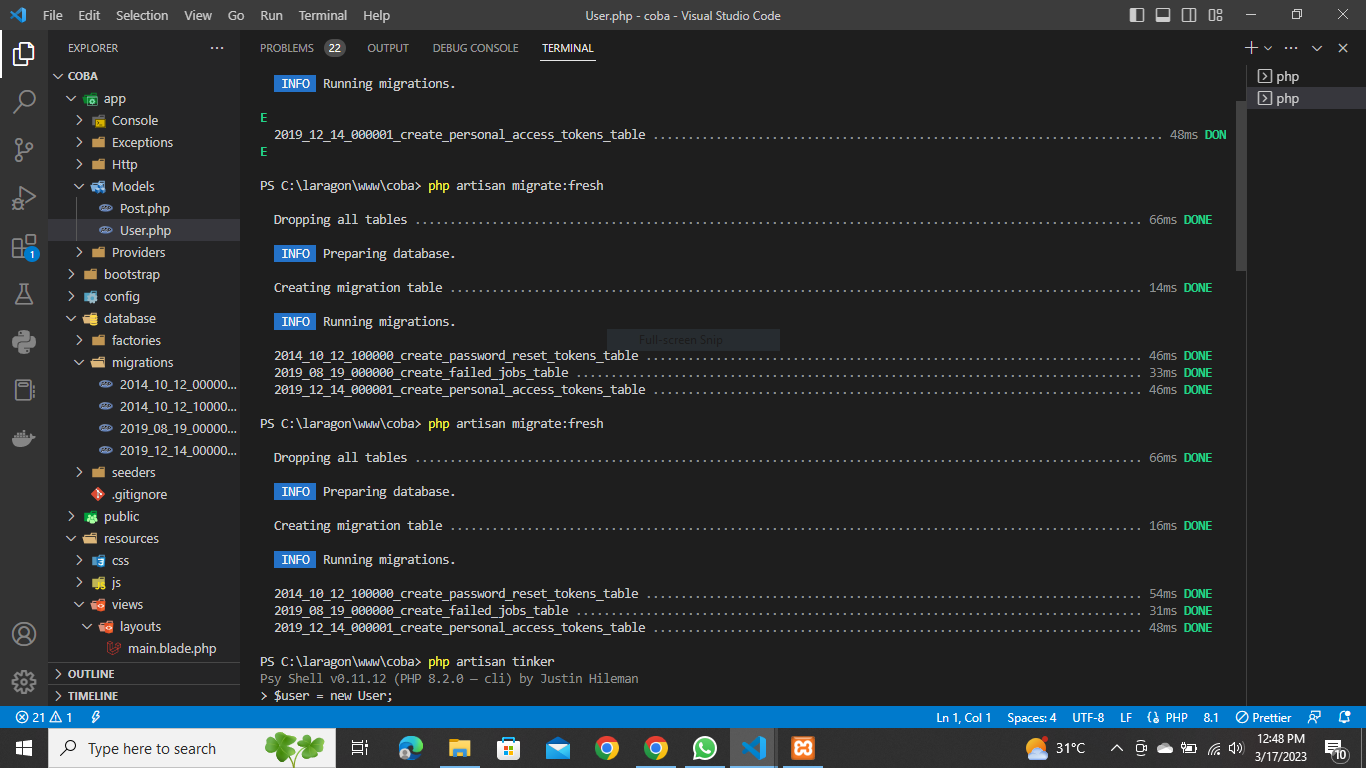 File Edit Selection View Go Run Terminal Help User.php - coba - Visual Studio Code
EXPLORER ···
PROBLEMS 22 OUTPUT DEBUG CONSOLE TERMINAL
COBA
app
Console
Exceptions
Http
Models
Post.php
User.php
Providers
bootstrap
config
database
factories
migrations
2014_10_12_00000...
2014_10_12_10000...
2019_08_19_00000...
2019_12_14_00000...
seeders
.gitignore
public
resources
css
js
views
layouts
main.blade.php
OUTLINE
TIMELINE
1
INFO Running migrations.
E
2019_12_14_000001_create_personal_access_tokens_table ........................................................................ 48ms DON
E
PS C:\laragon\www\coba> php artisan migrate:fresh
Dropping all tables ........................................................................................................ 66ms DONE
INFO Preparing database.
Creating migration table ................................................................................................... 14ms DONE
INFO Running migrations.
Full-screen Snip
2014_10_12_100000_create_password_reset_tokens_table ....................................................................... 46ms DONE
2019_08_19_000000_create_failed_jobs_table ................................................................................. 33ms DONE
2019_12_14_000001_create_personal_access_tokens_table ...................................................................... 46ms DONE
PS C:\laragon\www\coba> php artisan migrate:fresh
Dropping all tables ........................................................................................................ 66ms DONE
INFO Preparing database.
Creating migration table ................................................................................................... 16ms DONE
INFO Running migrations.
2014_10_12_100000_create_password_reset_tokens_table ....................................................................... 54ms DONE
2019_08_19_000000_create_failed_jobs_table ................................................................................. 31ms DONE
2019_12_14_000001_create_personal_access_tokens_table ...................................................................... 48ms DONE
PS C:\laragon\www\coba> php artisan tinker
Psy Shell v0.11.12 (PHP 8.2.0 — cli) by Justin Hileman
> $user = new User;
php
php
21 1 Ln 1, Col 1 Spaces: 4 UTF-8 LF PHP 8.1 Prettier
Type here to search 31°C 12:48 PM
3/17/2023 10